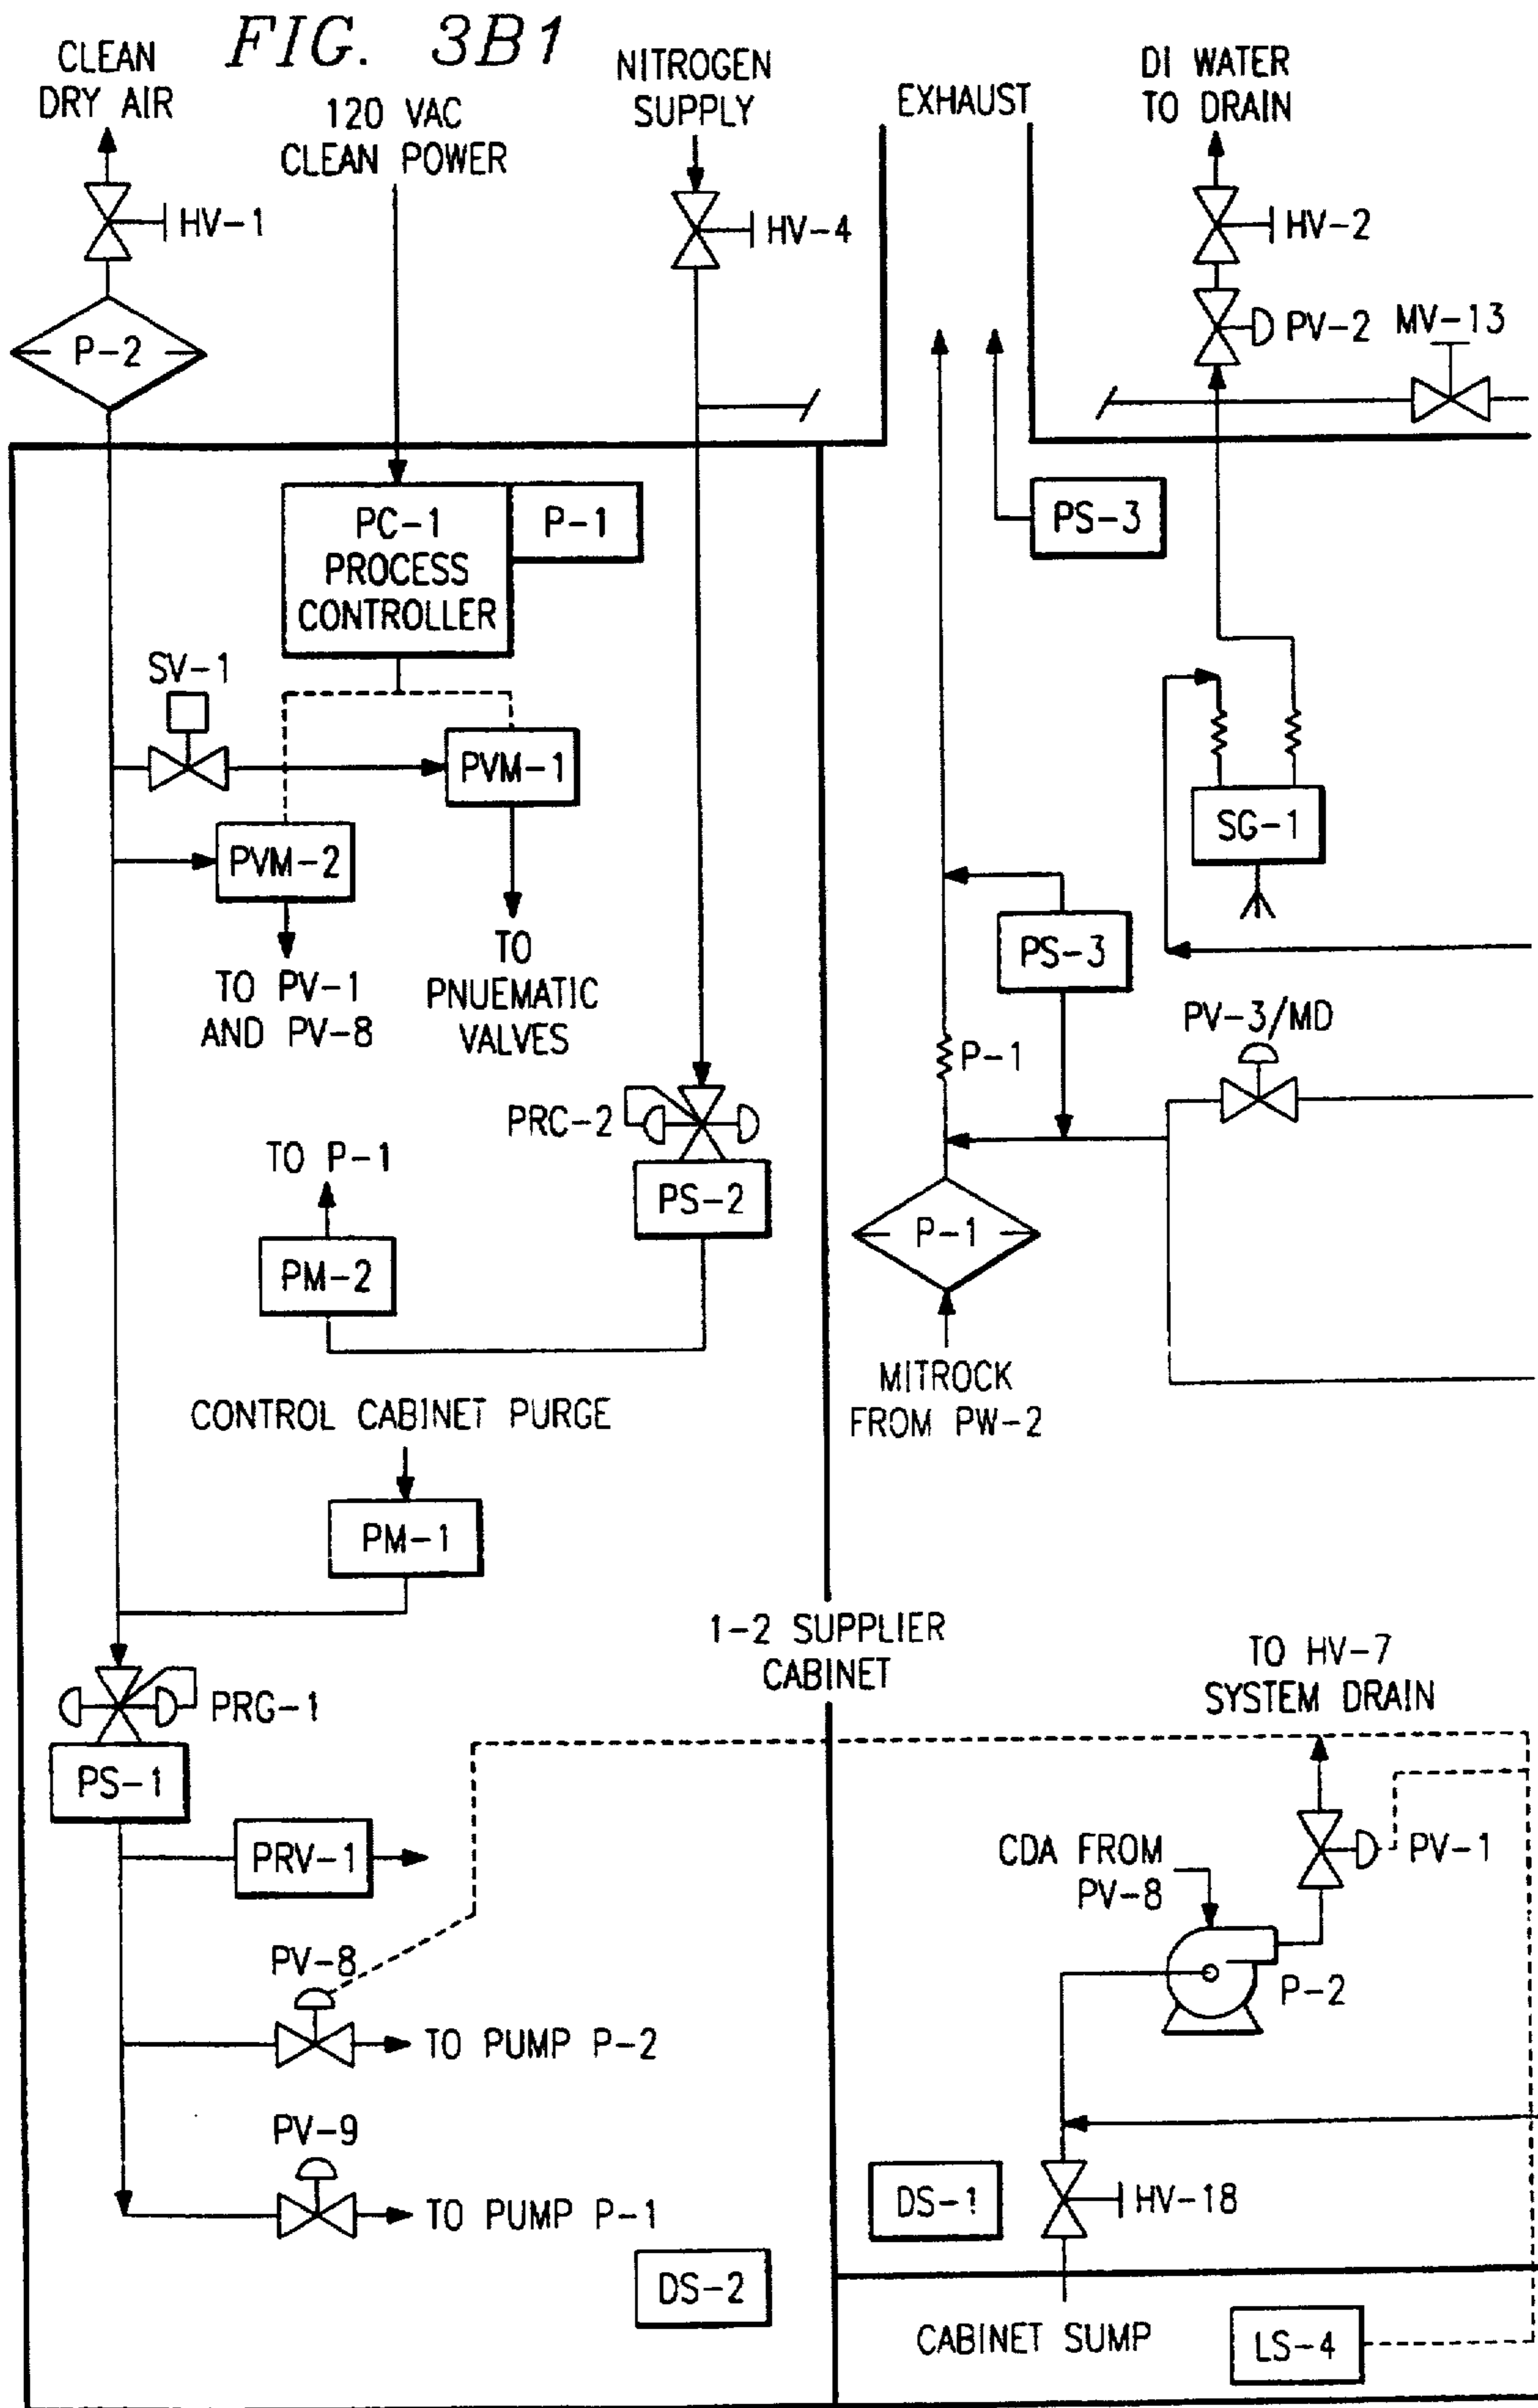 FIG. 3B1
CLEAN
DRY AIR
120 VAC
CLEAN POWER
NITROGEN
SUPPLY
EXHAUST
DI WATER
TO DRAIN
HV-1
HV-4
HV-2
P-2
PV-2
MV-13
PC-1
PROCESS
CONTROLLER
P-1
PS-3
SV-1
PVM-1
PVM-2
SG-1
TO PV-1
AND PV-8
TO
PNUEMATIC
VALVES
PS-3
PV-3/MD
P-1
PRC-2
TO P-1
PS-2
P-1
PM-2
MITROCK
FROM PW-2
CONTROL CABINET PURGE
PM-1
1-2 SUPPLIER
CABINET
TO HV-7
SYSTEM DRAIN
PRG-1
PS-1
PRV-1
CDA FROM
PV-8
PV-1
PV-8
P-2
TO PUMP P-2
PV-9
TO PUMP P-1
DS-1
HV-18
DS-2
CABINET SUMP
LS-4